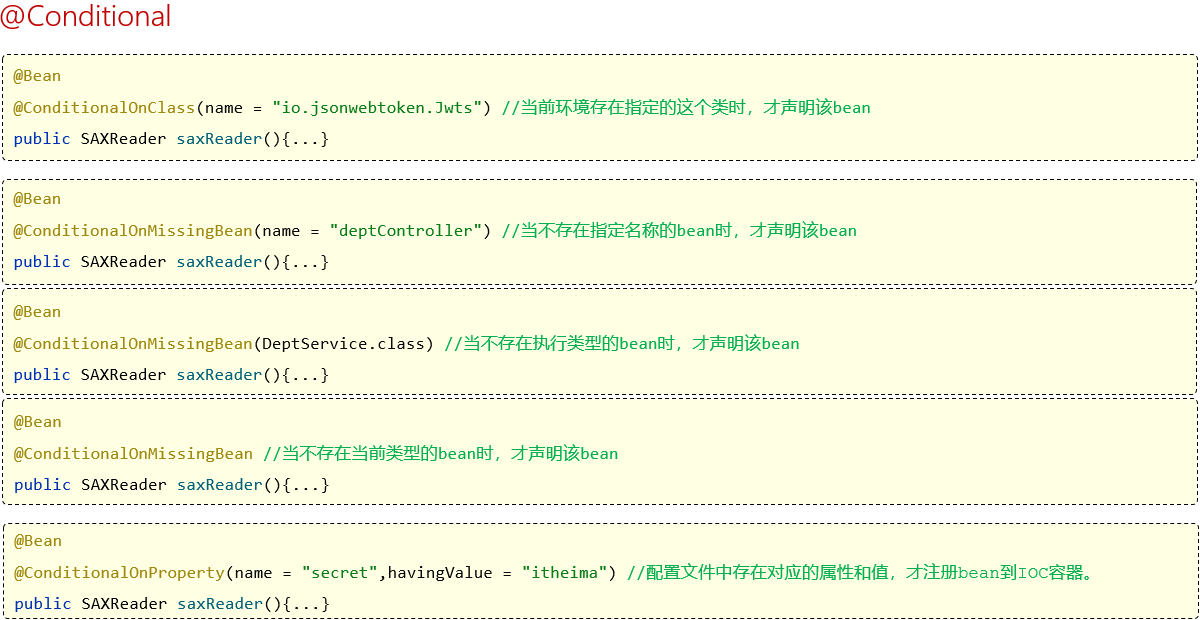 @Conditional
@Bean
@ConditionalOnClass(name = "io.jsonwebtoken.Jwts") //当前环境存在指定的这个类时，才声明该bean
public SAXReader saxReader(){...}
@Bean
@ConditionalOnMissingBean(name = "deptController") //当不存在指定名称的bean时，才声明该bean
public SAXReader saxReader(){...}
@Bean
@ConditionalOnMissingBean(DeptService.class) //当不存在执行类型的bean时，才声明该bean
public SAXReader saxReader(){...}
@Bean
@ConditionalOnMissingBean //当不存在当前类型的bean时，才声明该bean
public SAXReader saxReader(){...}
@Bean
@ConditionalOnProperty(name = "secret",havingValue = "itheima") //配置文件中存在对应的属性和值，才注册bean到IOC容器。
public SAXReader saxReader(){...}